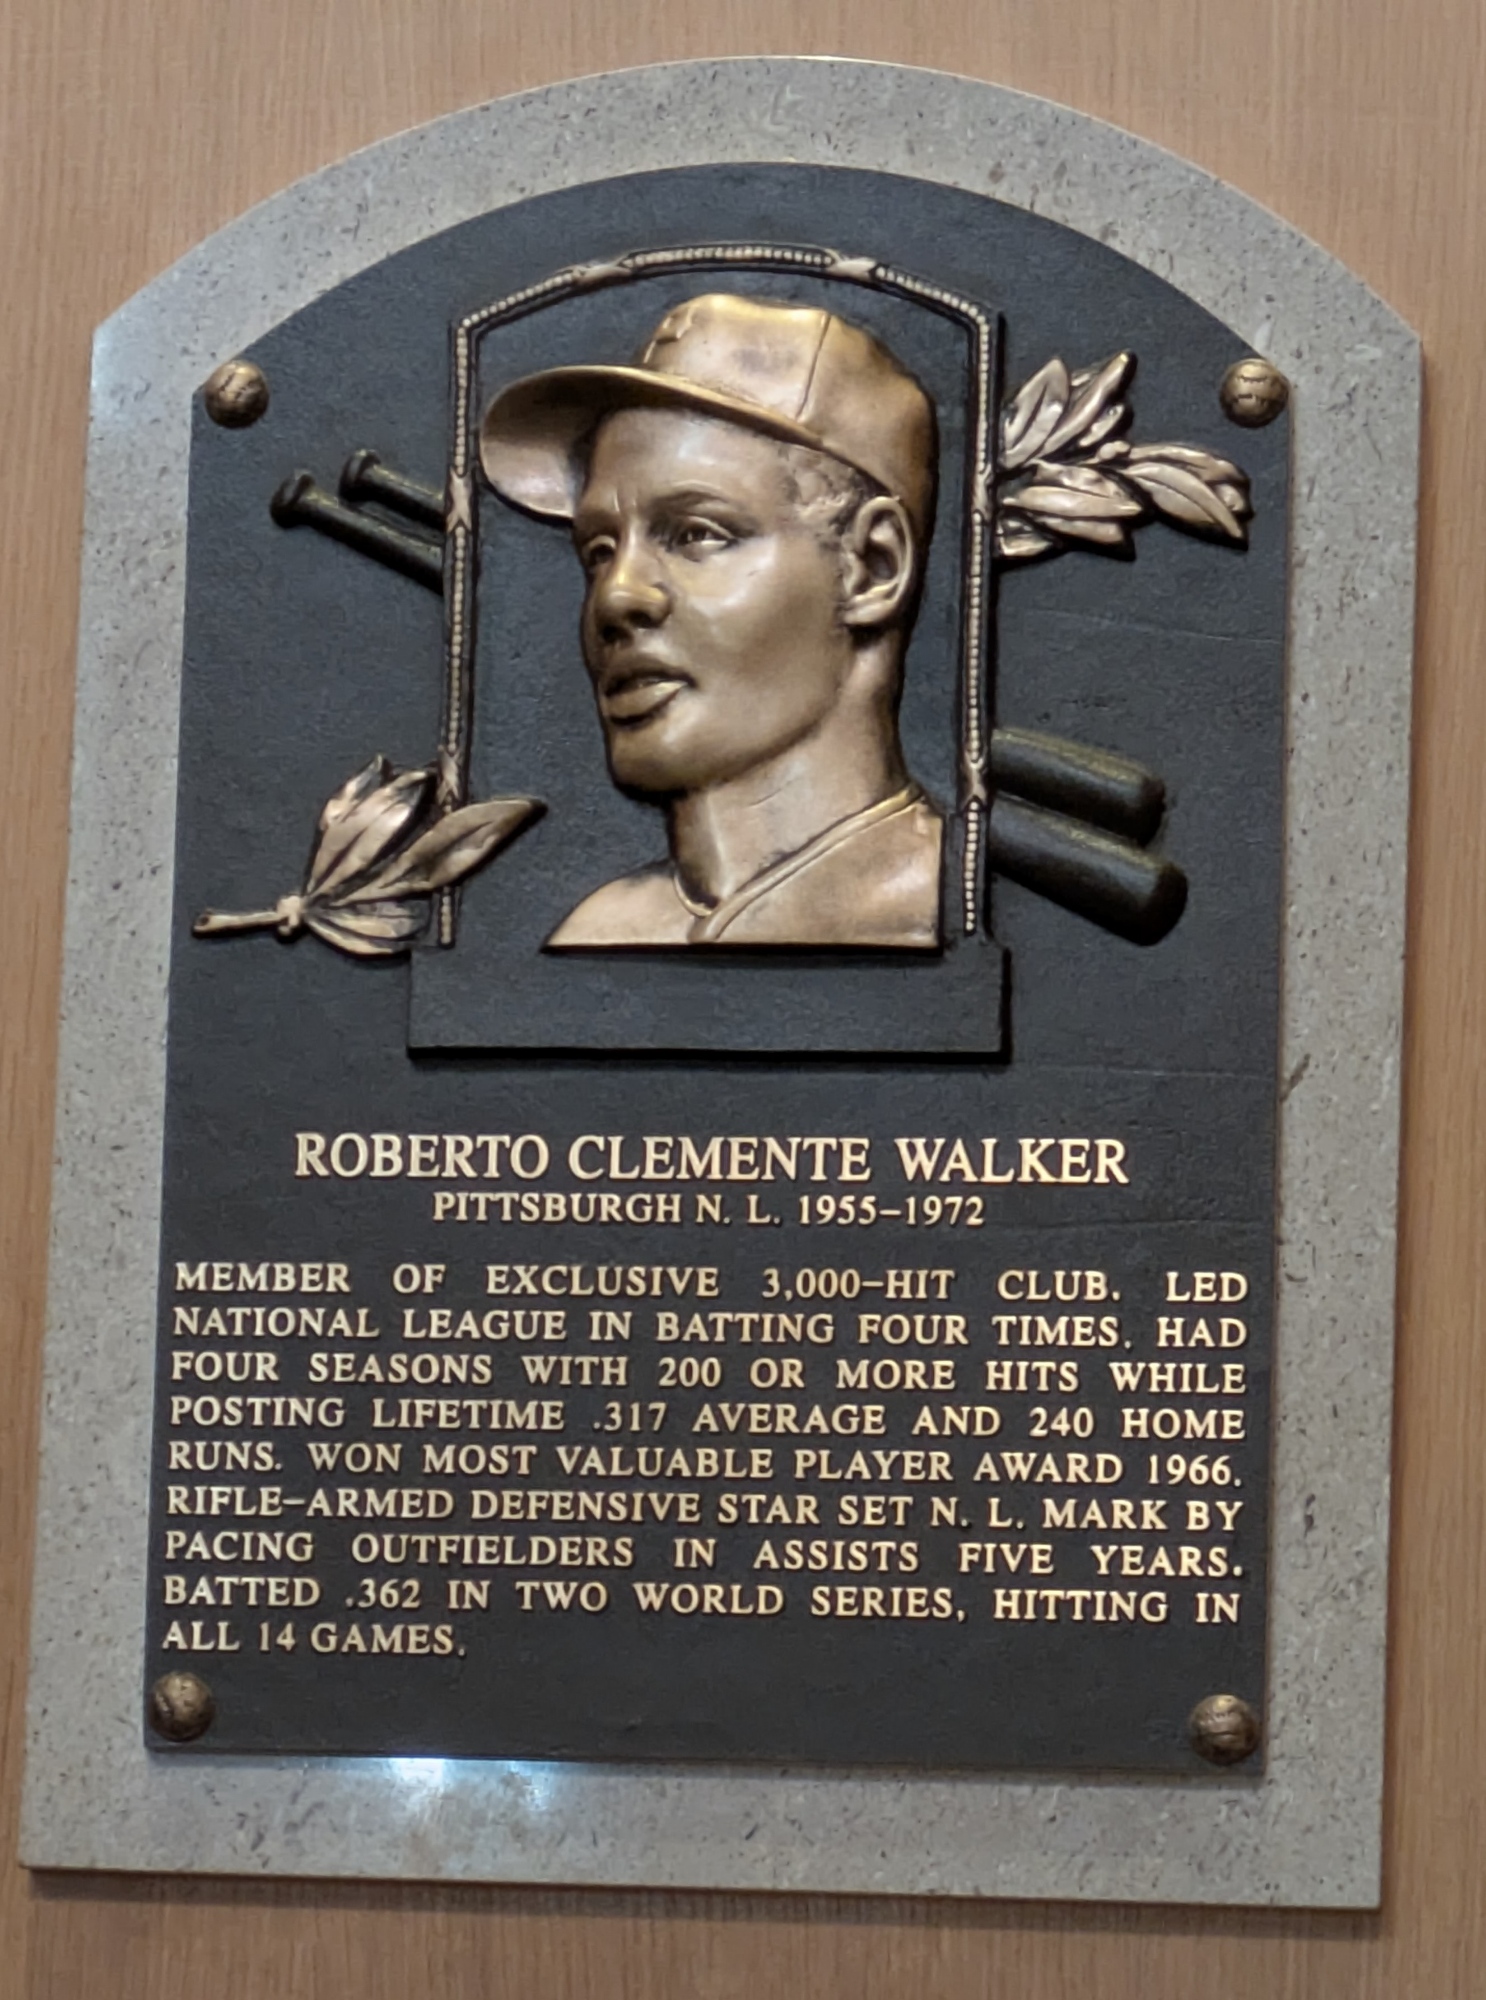 ROBERTO CLEMENTE WALKER
PITTSBURGH N. L. 1955–1972
MEMBER OF EXCLUSIVE 3,000–HIT CLUB. LED
NATIONAL LEAGUE IN BATTING FOUR TIMES. HAD
FOUR SEASONS WITH 200 OR MORE HITS WHILE
POSTING LIFETIME .317 AVERAGE AND 240 HOME
RUNS. WON MOST VALUABLE PLAYER AWARD 1966.
RIFLE–ARMED DEFENSIVE STAR SET N. L. MARK BY
PACING OUTFIELDERS IN ASSISTS FIVE YEARS.
BATTED .362 IN TWO WORLD SERIES, HITTING IN
ALL 14 GAMES.